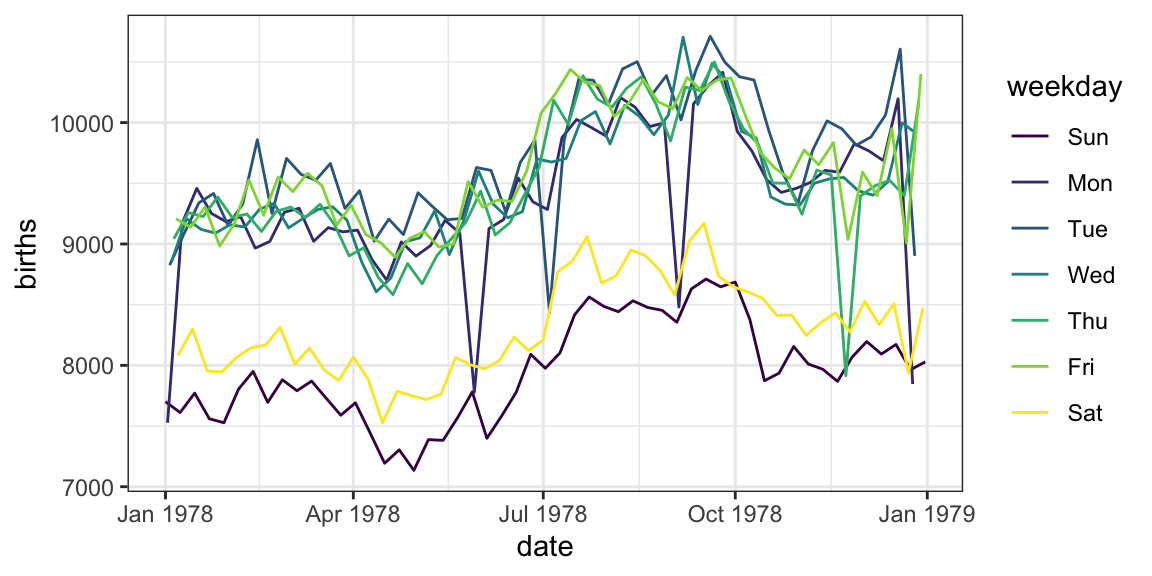 births
10000
9000
8000
7000
Jan 1978
Apr 1978
Jul 1978
Oct 1978
Jan 1979
date
weekday
Sun
Mon
Tue
Wed
Thu
Fri
Sat